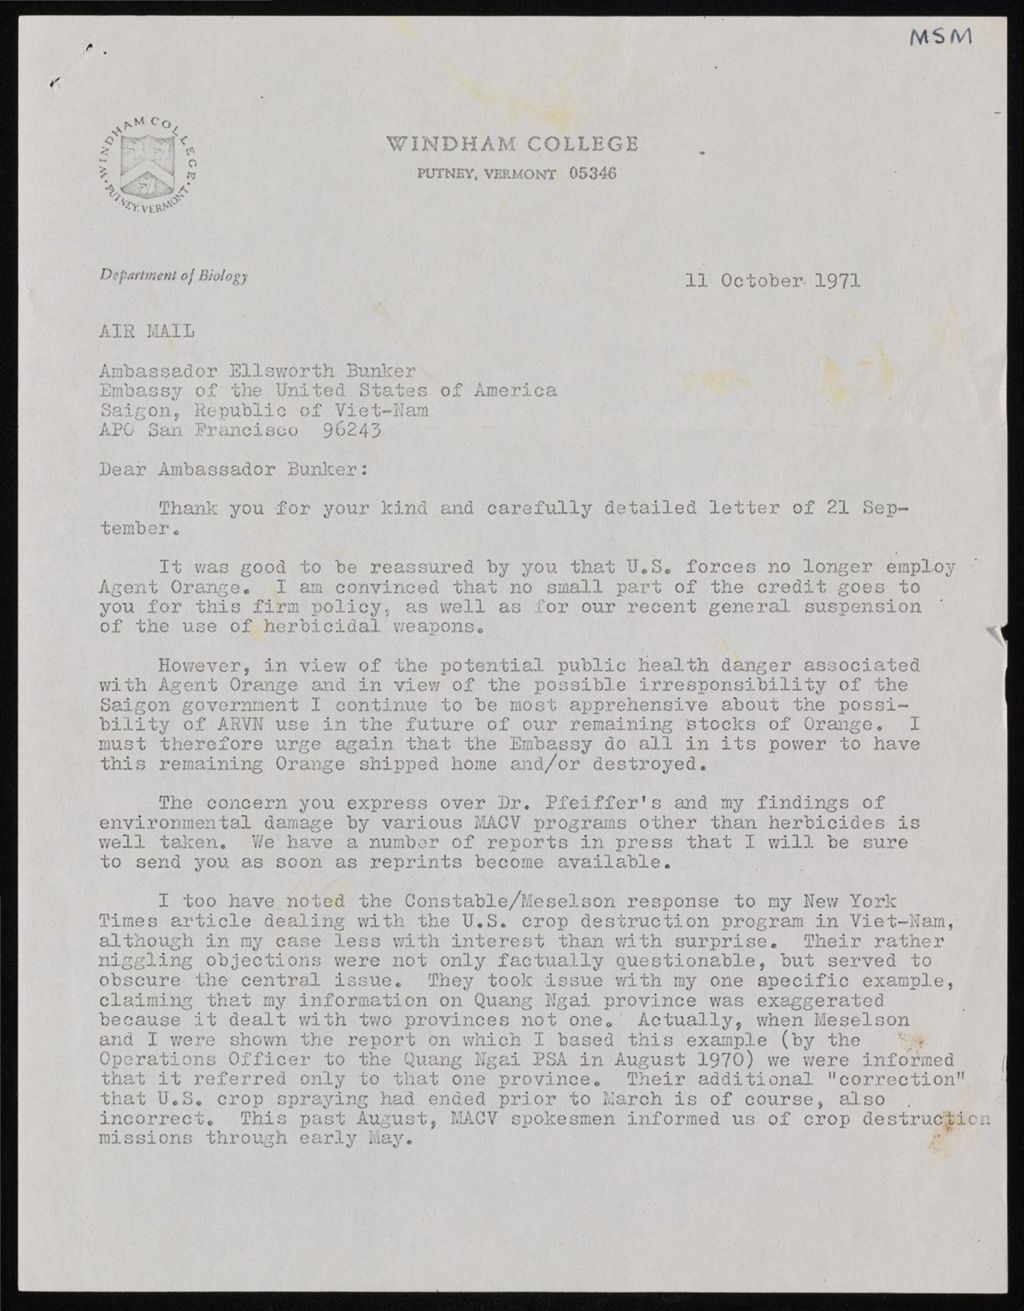 MSM
WINDHAM COLLEGE
PUTNEY, VERMONT
WINDHAM COLLEGE
PUTNEY, VERMONT 05346
Department of Biology
11 October 1971
AIR MAIL
Ambassador Ellsworth Bunker
Embassy of the United States of America
Saigon, Republic of Viet-Nam
APO San Francisco 96243
Dear Ambassador Bunker:
Thank you for your kind and carefully detailed letter of 21 Sep-
tember.
It was good to be reassured by you that U.S. forces no longer employ
Agent Orange. I am convinced that no small part of the credit goes to
you for this firm policy, as well as for our recent general suspension
of the use of herbicidal weapons.
However, in view of the potential public health danger associated
with Agent Orange and in view of the possible irresponsibility of the
Saigon government I continue to be most apprehensive about the possi-
bility of ARVN use in the future of our remaining stocks of Orange. I
must therefore urge again that the Embassy do all in its power to have
this remaining Orange shipped home and/or destroyed.
The concern you express over Dr. Pfeiffer's and my findings of
environmental damage by various MACV programs other than herbicides is
well taken. We have a number of reports in press that I will be sure
to send you as soon as reprints become available.
I too have noted the Constable/Meselson response to my New York
Times article dealing with the U.S. crop destruction program in Viet-Nam,
although in my case less with interest than with surprise. Their rather
niggling objections were not only factually questionable, but served to
obscure the central issue. They took issue with my one specific example,
claiming that my information on Quang Ngai province was exaggerated
because it dealt with two provinces not one. Actually, when Meselson
and I were shown the report on which I based this example (by the
Operations Officer to the Quang Ngai PSA in August 1970) we were informed
that it referred only to that one province. Their additional "correction"
that U.S. crop spraying had ended prior to March is of course, also
incorrect. This past August, MACV spokesmen informed us of crop destruction
missions through early May.